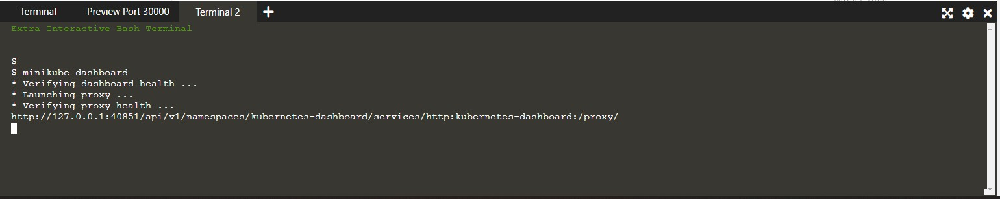 Terminal
Preview Port 30000
Terminal 2
Extra Interactive Bash Terminal
$
$ minikube dashboard
* Verifying dashboard health ...
* Launching proxy ...
* Verifying proxy health ...
http://127.0.0.1:40851/api/v1/namespaces/kubernetes-dashboard/services/http:kubernetes-dashboard:/proxy/